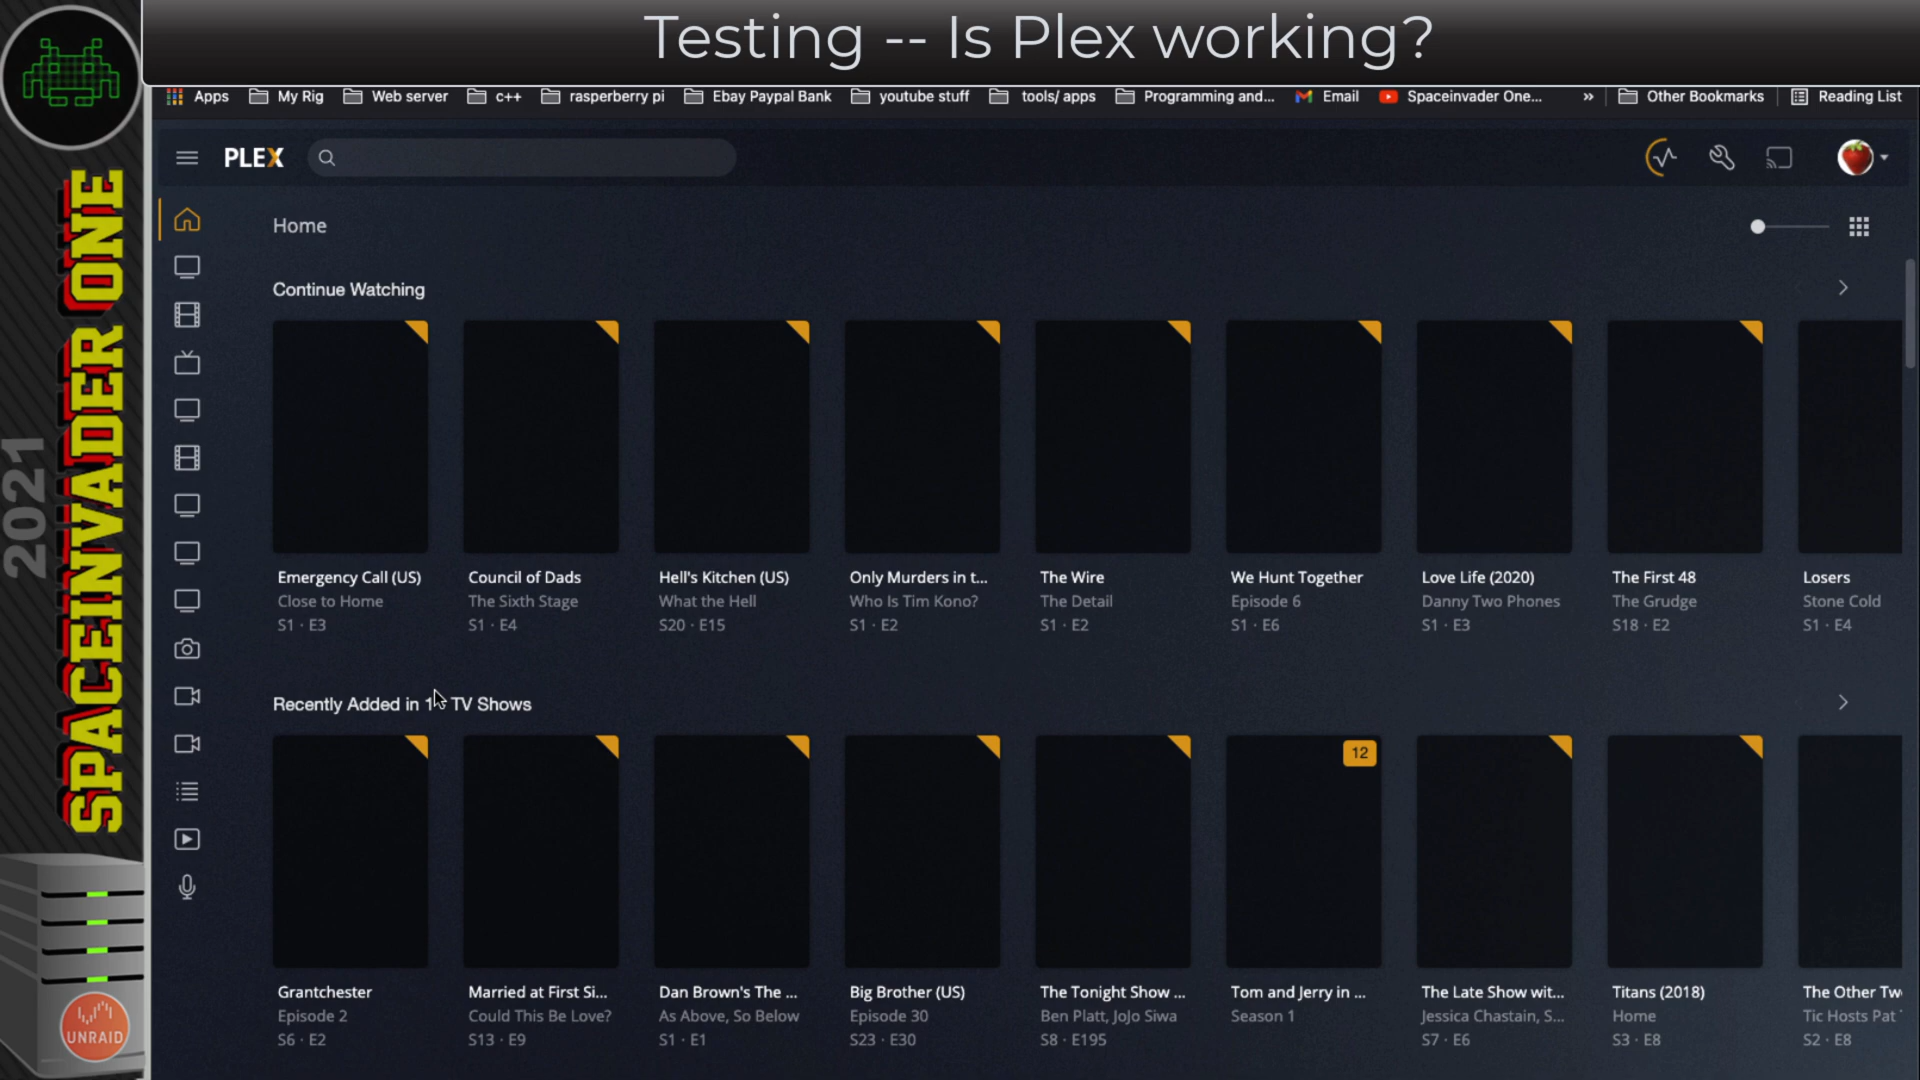 Testing -- Is Plex working?
Apps My Rig Web server c++ rasperberry pi Ebay Paypal Bank youtube stuff tools/ apps Programming and... Email Spaceinvader One... » Other Bookmarks Reading List
PLEX
Home
Continue Watching
Emergency Call (US) Council of Dads Hell's Kitchen (US) Only Murders in t... The Wire We Hunt Together Love Life (2020) The First 48 Losers
Close to Home The Sixth Stage What the Hell Who Is Tim Kono? The Detail Episode 6 Danny Two Phones The Grudge Stone Cold
S1 · E3 S1 · E4 S20 · E15 S1 · E2 S1 · E2 S1 · E6 S1 · E3 S18 · E2 S1 · E4
Recently Added in TV Shows
12
Grantchester Married at First Si... Dan Brown's The ... Big Brother (US) The Tonight Show ... Tom and Jerry in ... The Late Show wit... Titans (2018) The Other
Episode 2 Could This Be Love? As Above, So Below Episode 30 Ben Platt, JoJo Siwa Season 1 Jessica Chastain, S... Home Tic Hosts Pat
S6 · E2 S13 · E9 S1 · E1 S23 · E30 S8 · E195 S7 · E6 S3 · E8 S2 · E8
2021
SPACEINVADER ONE
UNRAID